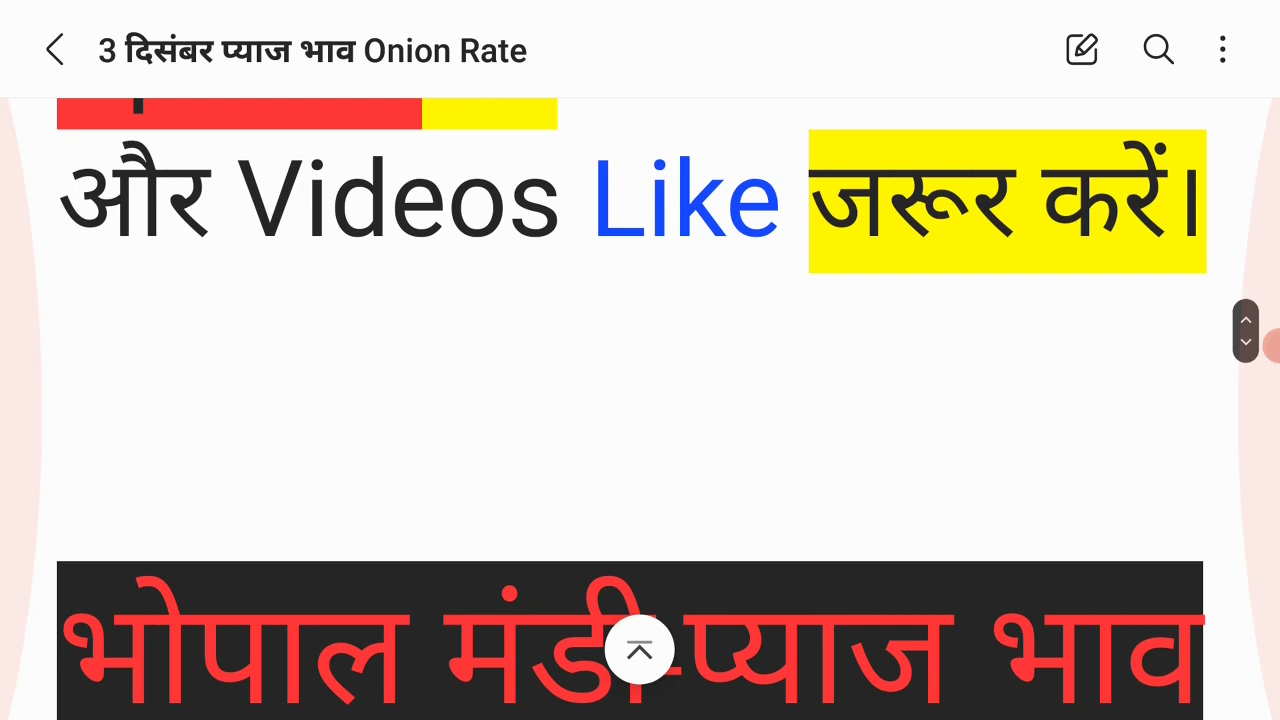 3 दिसंबर प्याज भाव Onion Rate
और Videos Like जरूर करें।
भोपाल मंडी-प्याज भाव